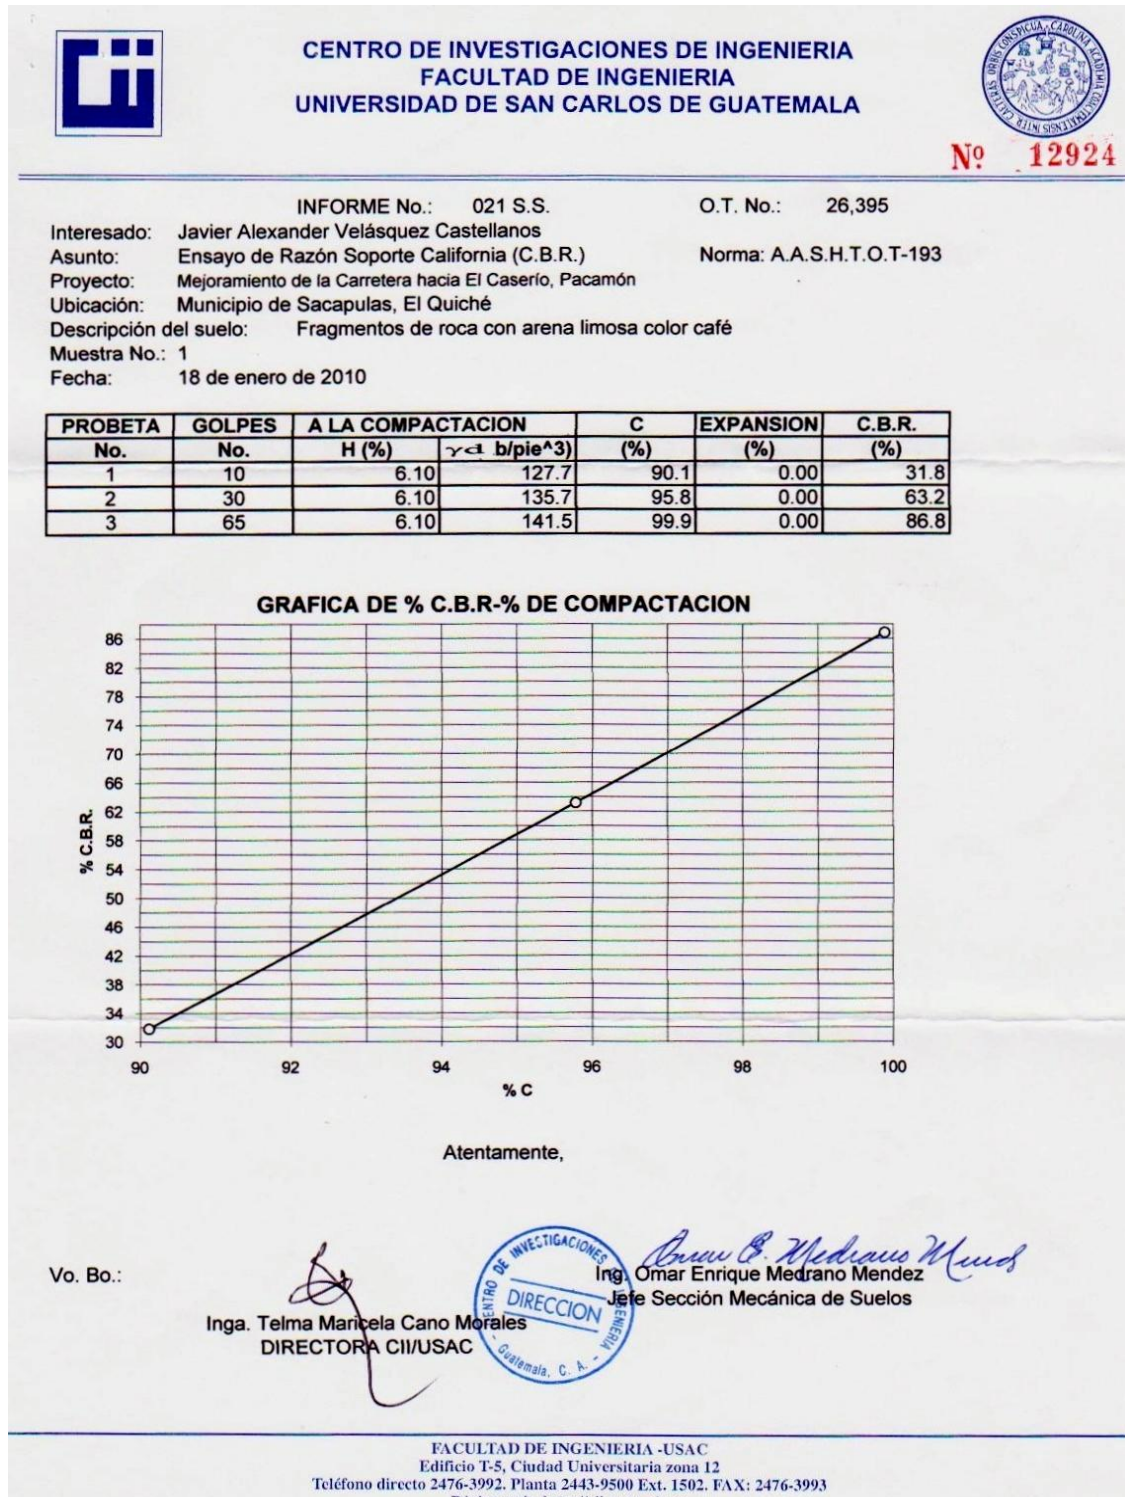 CENTRO DE INVESTIGACIONES DE INGENIERIA
FACULTAD DE INGENIERIA
UNIVERSIDAD DE SAN CARLOS DE GUATEMALA
Nº 12924
INFORME No.: 021 S.S. O.T. No.: 26,395
Interesado: Javier Alexander Velásquez Castellanos
Asunto: Ensayo de Razón Soporte California (C.B.R.) Norma: A.A.S.H.T.O.T-193
Proyecto: Mejoramiento de la Carretera hacia El Caserío, Pacamón
Ubicación: Municipio de Sacapulas, El Quiché
Descripción del suelo: Fragmentos de roca con arena limosa color café
Muestra No.: 1
Fecha: 18 de enero de 2010
PROBETA GOLPES A LA COMPACTACION C EXPANSION C.B.R.
No. No. H (%) γd b/pie^3) (%) (%) (%)
1 10 6.10 127.7 90.1 0.00 31.8
2 30 6.10 135.7 95.8 0.00 63.2
3 65 6.10 141.5 99.9 0.00 86.8
GRAFICA DE % C.B.R-% DE COMPACTACION
86
82
78
74
70
66
62
58
54
50
46
42
38
34
30
% C.B.R.
90 92 94 96 98 100
% C
Atentamente,
Omar E. Medrano Mendez
Vo. Bo.:
Ing. Omar Enrique Medrano Mendez
Jefe Sección Mecánica de Suelos
CENTRO DE INVESTIGACIONES DE INGENIERIA
DIRECCION
Guatemala, C. A.
Inga. Telma Maricela Cano Morales
DIRECTORA CII/USAC
FACULTAD DE INGENIERIA -USAC
Edificio T-5, Ciudad Universitaria zona 12
Teléfono directo 2476-3992. Planta 2443-9500 Ext. 1502. FAX: 2476-3993